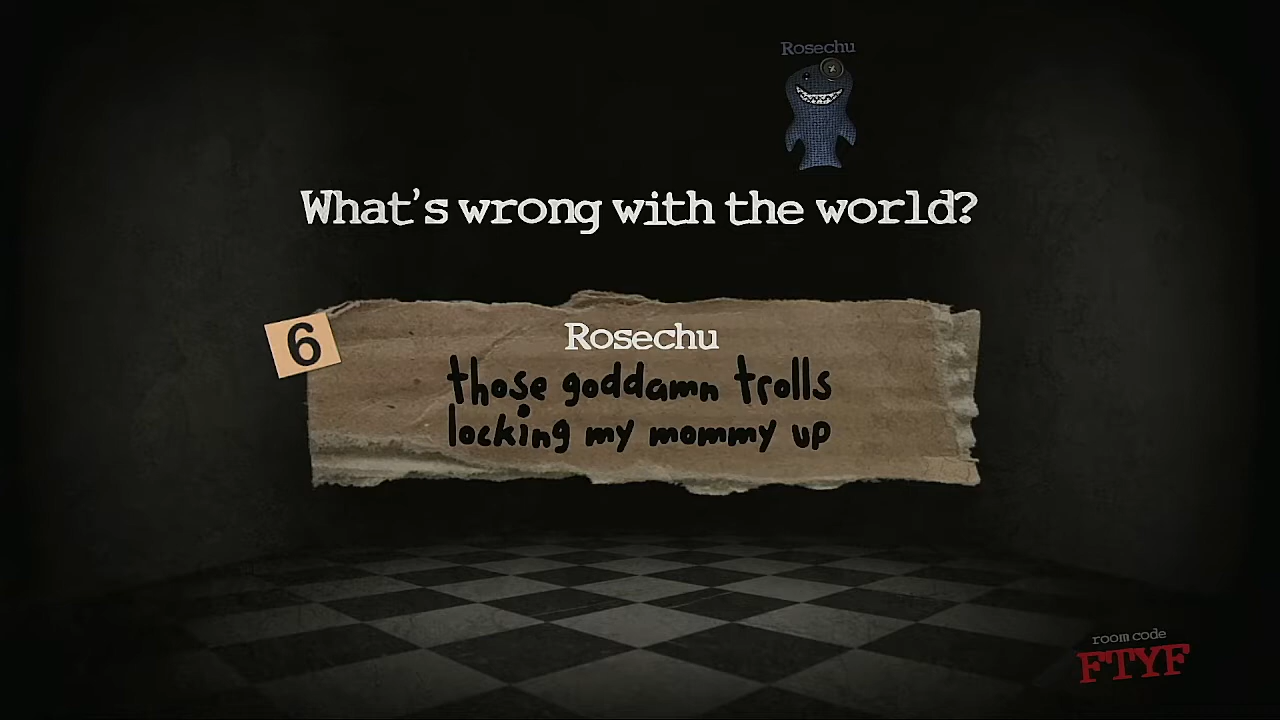 Rosechu
What's wrong with the world?
6
Rosechu
those goddamn trolls
locking my mommy up
room code
FTYF